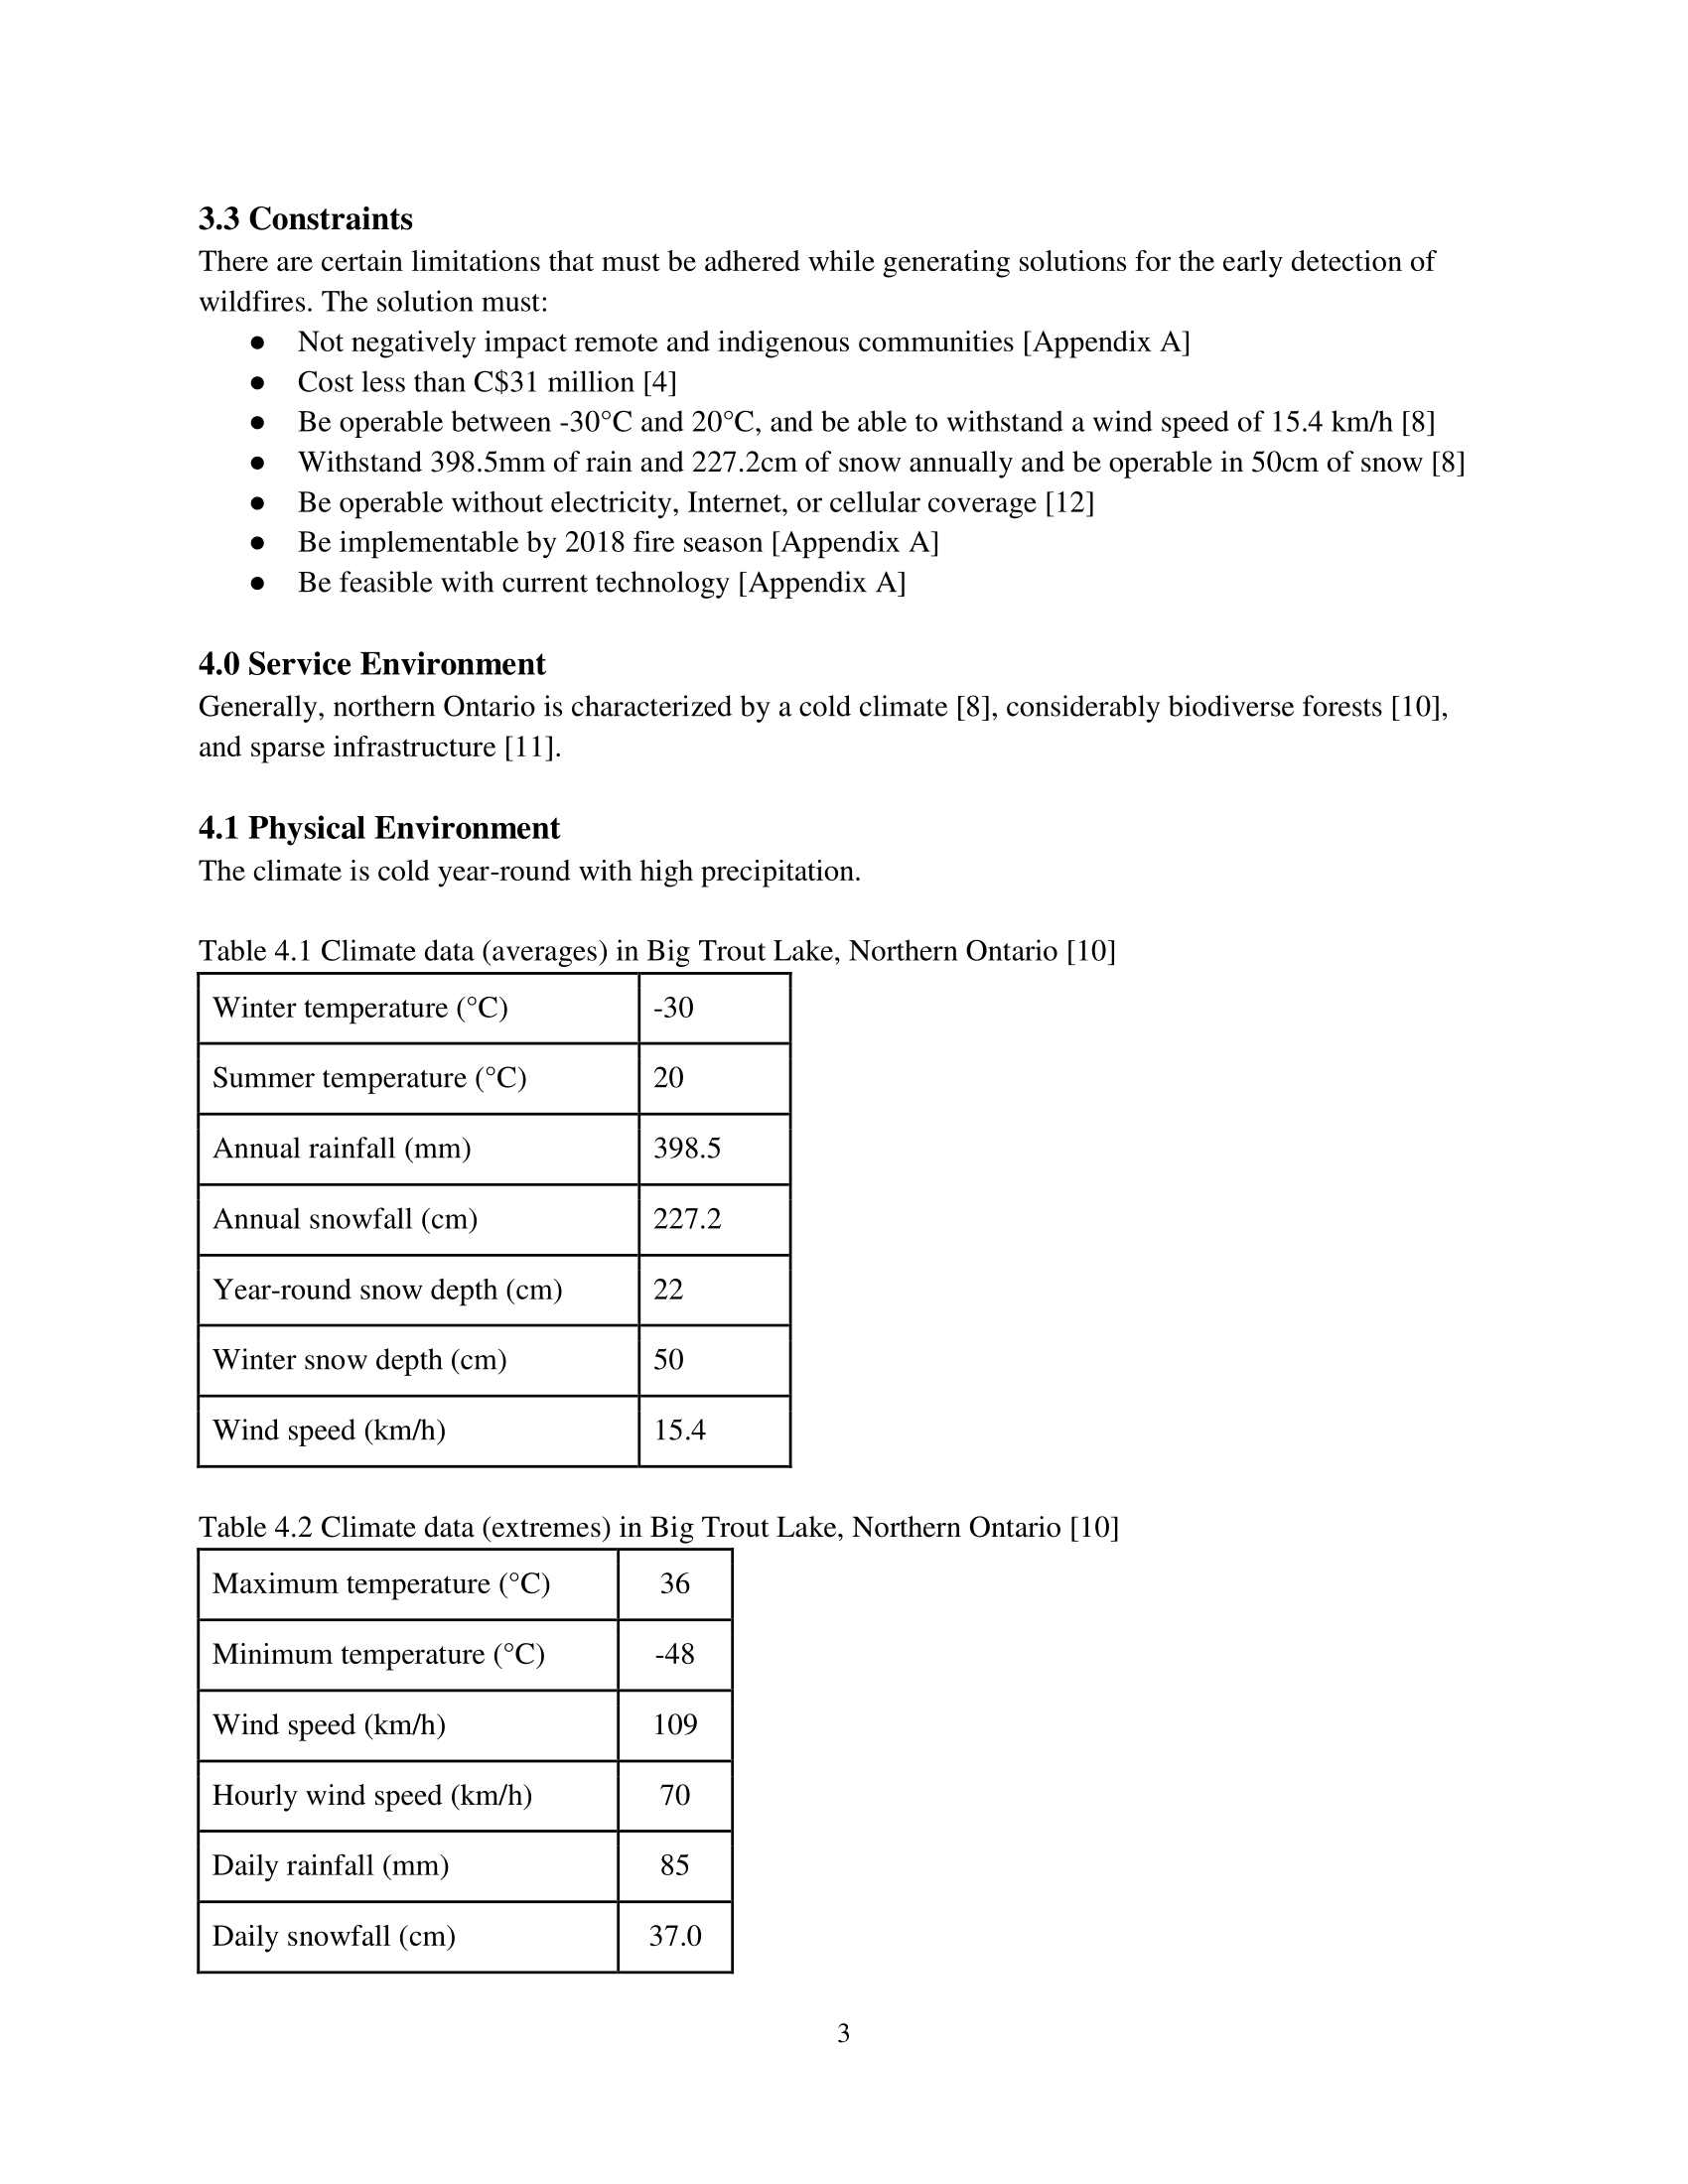 3.3 Constraints
There are certain limitations that must be adhered while generating solutions for the early detection of
wildfires. The solution must:
● Not negatively impact remote and indigenous communities [Appendix A]
● Cost less than C$31 million [4]
● Be operable between -30°C and 20°C, and be able to withstand a wind speed of 15.4 km/h [8]
● Withstand 398.5mm of rain and 227.2cm of snow annually and be operable in 50cm of snow [8]
● Be operable without electricity, Internet, or cellular coverage [12]
● Be implementable by 2018 fire season [Appendix A]
● Be feasible with current technology [Appendix A]
4.0 Service Environment
Generally, northern Ontario is characterized by a cold climate [8], considerably biodiverse forests [10],
and sparse infrastructure [11].
4.1 Physical Environment
The climate is cold year-round with high precipitation.
Table 4.1 Climate data (averages) in Big Trout Lake, Northern Ontario [10]
Winter temperature (°C) -30
Summer temperature (°C) 20
Annual rainfall (mm) 398.5
Annual snowfall (cm) 227.2
Year-round snow depth (cm) 22
Winter snow depth (cm) 50
Wind speed (km/h) 15.4
Table 4.2 Climate data (extremes) in Big Trout Lake, Northern Ontario [10]
Maximum temperature (°C) 36
Minimum temperature (°C) -48
Wind speed (km/h) 109
Hourly wind speed (km/h) 70
Daily rainfall (mm) 85
Daily snowfall (cm) 37.0
3